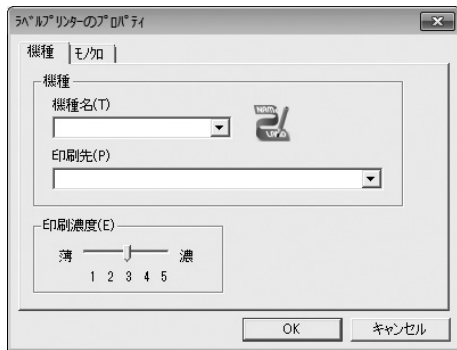 ﾗﾍﾞﾙﾌﾟﾘﾝﾀｰのﾌﾟﾛﾊﾟﾃｨ
機種
ﾓﾉｸﾛ
機種
機種名(T)
印刷先(P)
印刷濃度(E)
薄 濃
1 2 3 4 5
OK キャンセル